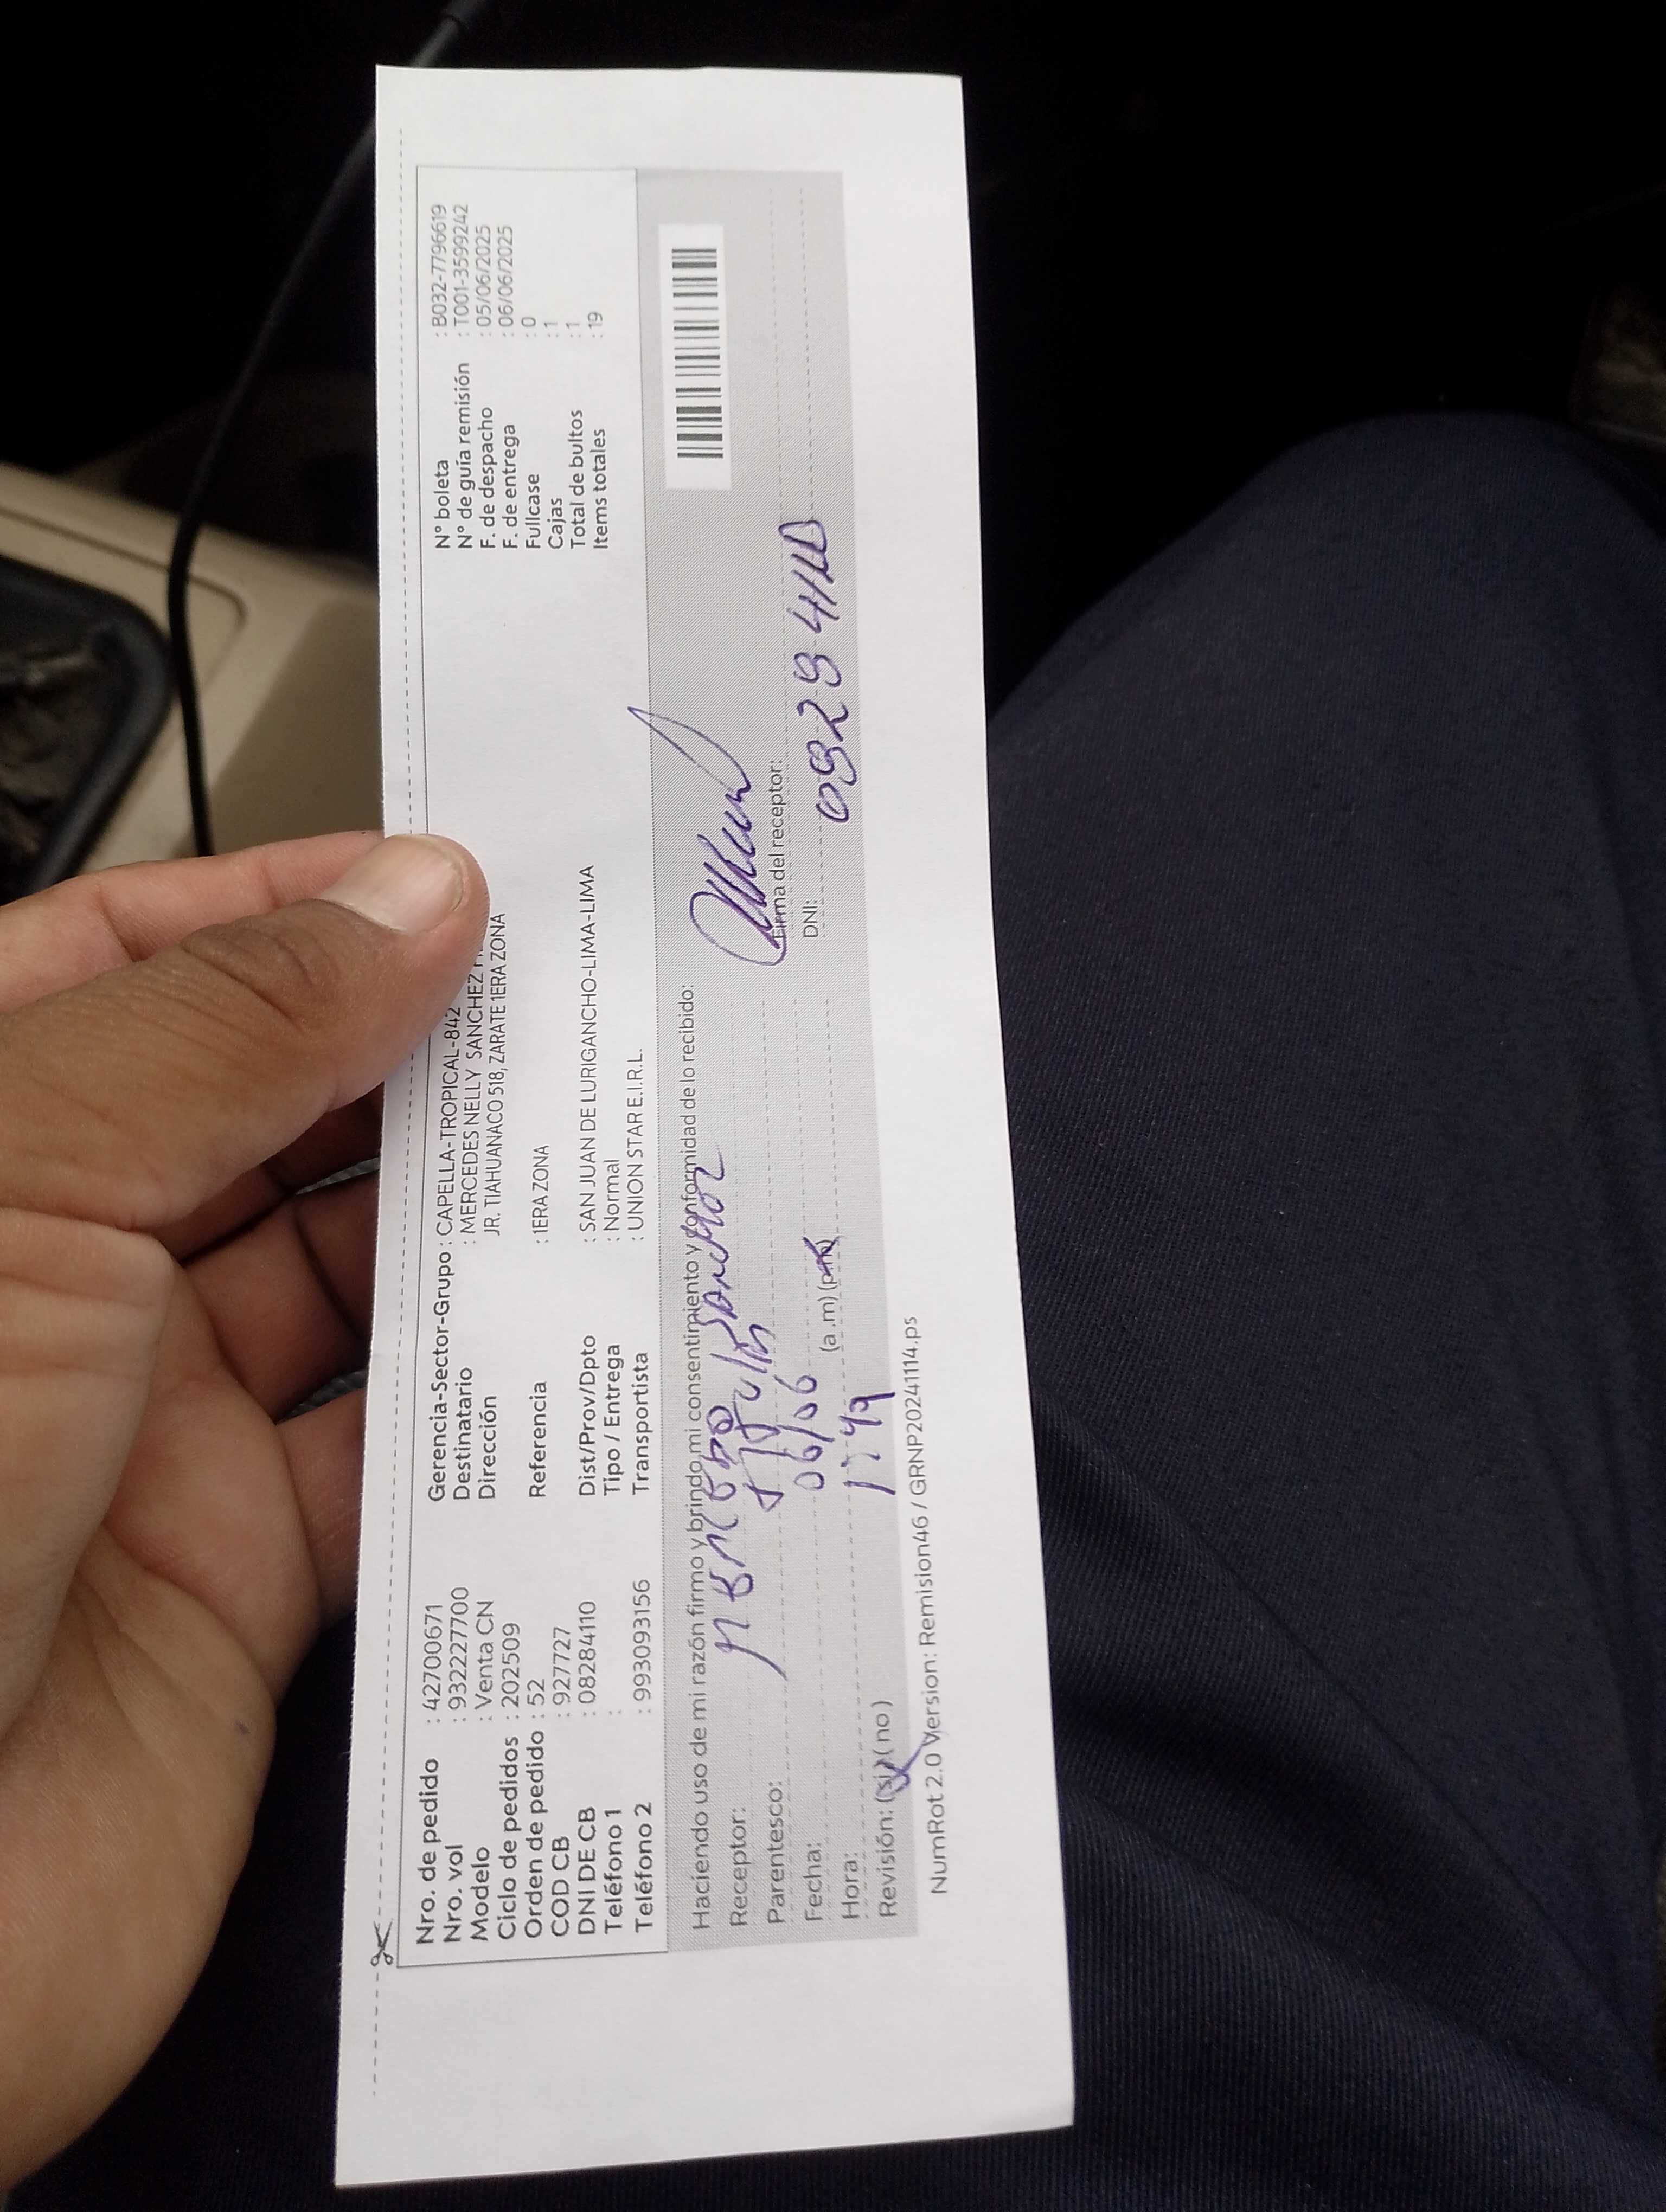 Nro. de pedido : 42700671
Nro. vol : 932227700
Modelo : Venta CN
Ciclo de pedidos : 202509
Orden de pedido : 52
COD CB : 927727
DNI DE CB : 08284110
Teléfono 1 :
Teléfono 2 : 993093156
Gerencia-Sector-Grupo : CAPELLA-TROPICAL-842
Destinatario : MERCEDES NELLY SANCHEZ
Dirección JR. TIAHUANACO 518, ZARATE 1ERA ZONA
Referencia : 1ERA ZONA
Dist/Prov/Dpto : SAN JUAN DE LURIGANCHO-LIMA-LIMA
Tipo / Entrega : Normal
Transportista : UNION STAR E.I.R.L.
N° boleta : B032-7796619
N° de guía remisión : T001-3599242
F. de despacho : 05/06/2025
F. de entrega : 06/06/2025
Fullcase : 0
Cajas : 1
Total de bultos : 1
Items totales : 19
Haciendo uso de mi razón firmo y brindo mi consentimiento y conformidad de lo recibido:
Receptor:
Parentesco:
Fecha: 06/06
Hora: (a.m) (p.m)
Revisión: (si) (no)
Firma del receptor:
DNI:
NumRot 2.0 Version: Remision46 / GRNP20241114.ps